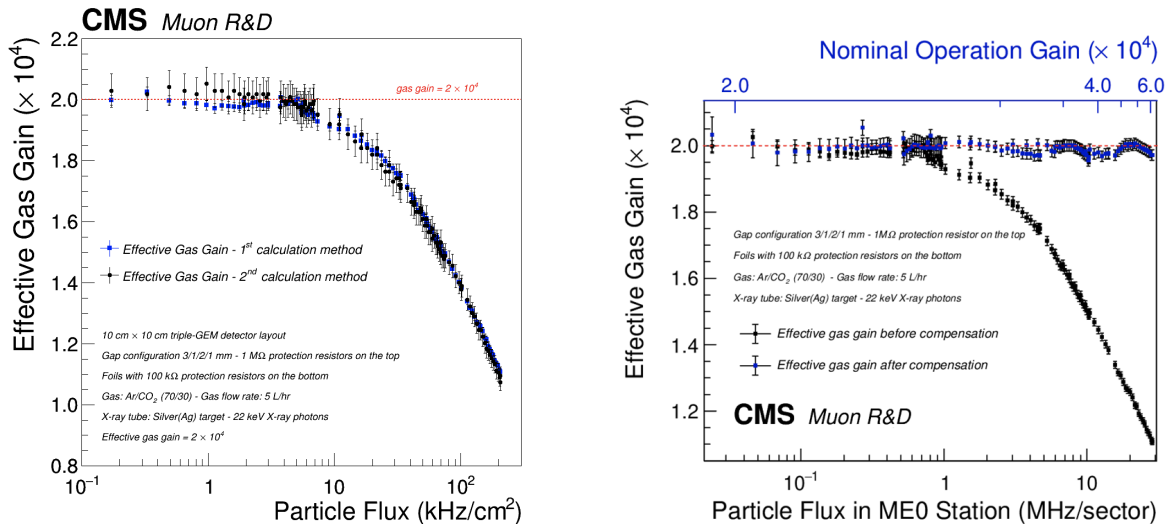 CMS Muon R&D
Effective Gas Gain (× 10⁴)
2.2
2.0
1.8
1.6
1.4
1.2
1.0
0.8
gas gain = 2 × 10⁴
Effective Gas Gain - 1ˢᵗ calculation method
Effective Gas Gain - 2ⁿᵈ calculation method
10 cm × 10 cm triple-GEM detector layout
Gap configuration 3/1/2/1 mm - 1 MΩ protection resistors on the top
Foils with 100 kΩ protection resistors on the bottom
Gas: Ar/CO₂ (70/30) - Gas flow rate: 5 L/hr
X-ray tube: Silver(Ag) target - 22 keV X-ray photons
Effective gas gain = 2 × 10⁴
10⁻¹ 1 10 10²
Particle Flux (kHz/cm²)
Nominal Operation Gain (× 10⁴)
2.0 4.0 6.0
Effective Gas Gain (× 10⁴)
2.0
1.8
1.6
1.4
1.2
Gap configuration 3/1/2/1 mm - 1MΩ protection resistor on the top
Foils with 100 kΩ protection resistors on the bottom
Gas: Ar/CO₂ (70/30) - Gas flow rate: 5 L/hr
X-ray tube: Silver(Ag) target - 22 keV X-ray photons
Effective gas gain before compensation
Effective gas gain after compensation
CMS Muon R&D
10⁻¹ 1 10
Particle Flux in ME0 Station (MHz/sector)